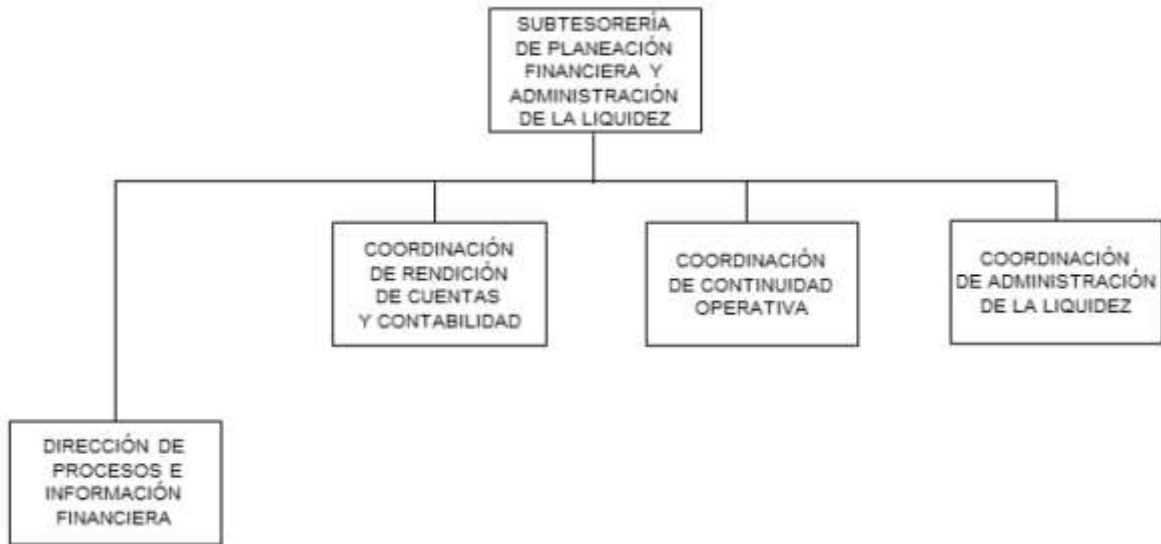 SUBTESORERÍA
DE PLANEACIÓN
FINANCIERA Y
ADMINISTRACIÓN
DE LA LIQUIDEZ
COORDINACIÓN
DE RENDICIÓN
DE CUENTAS
Y CONTABILIDAD
COORDINACIÓN
DE CONTINUIDAD
OPERATIVA
COORDINACIÓN
DE ADMINISTRACIÓN
DE LA LIQUIDEZ
DIRECCIÓN DE
PROCESOS E
INFORMACIÓN
FINANCIERA